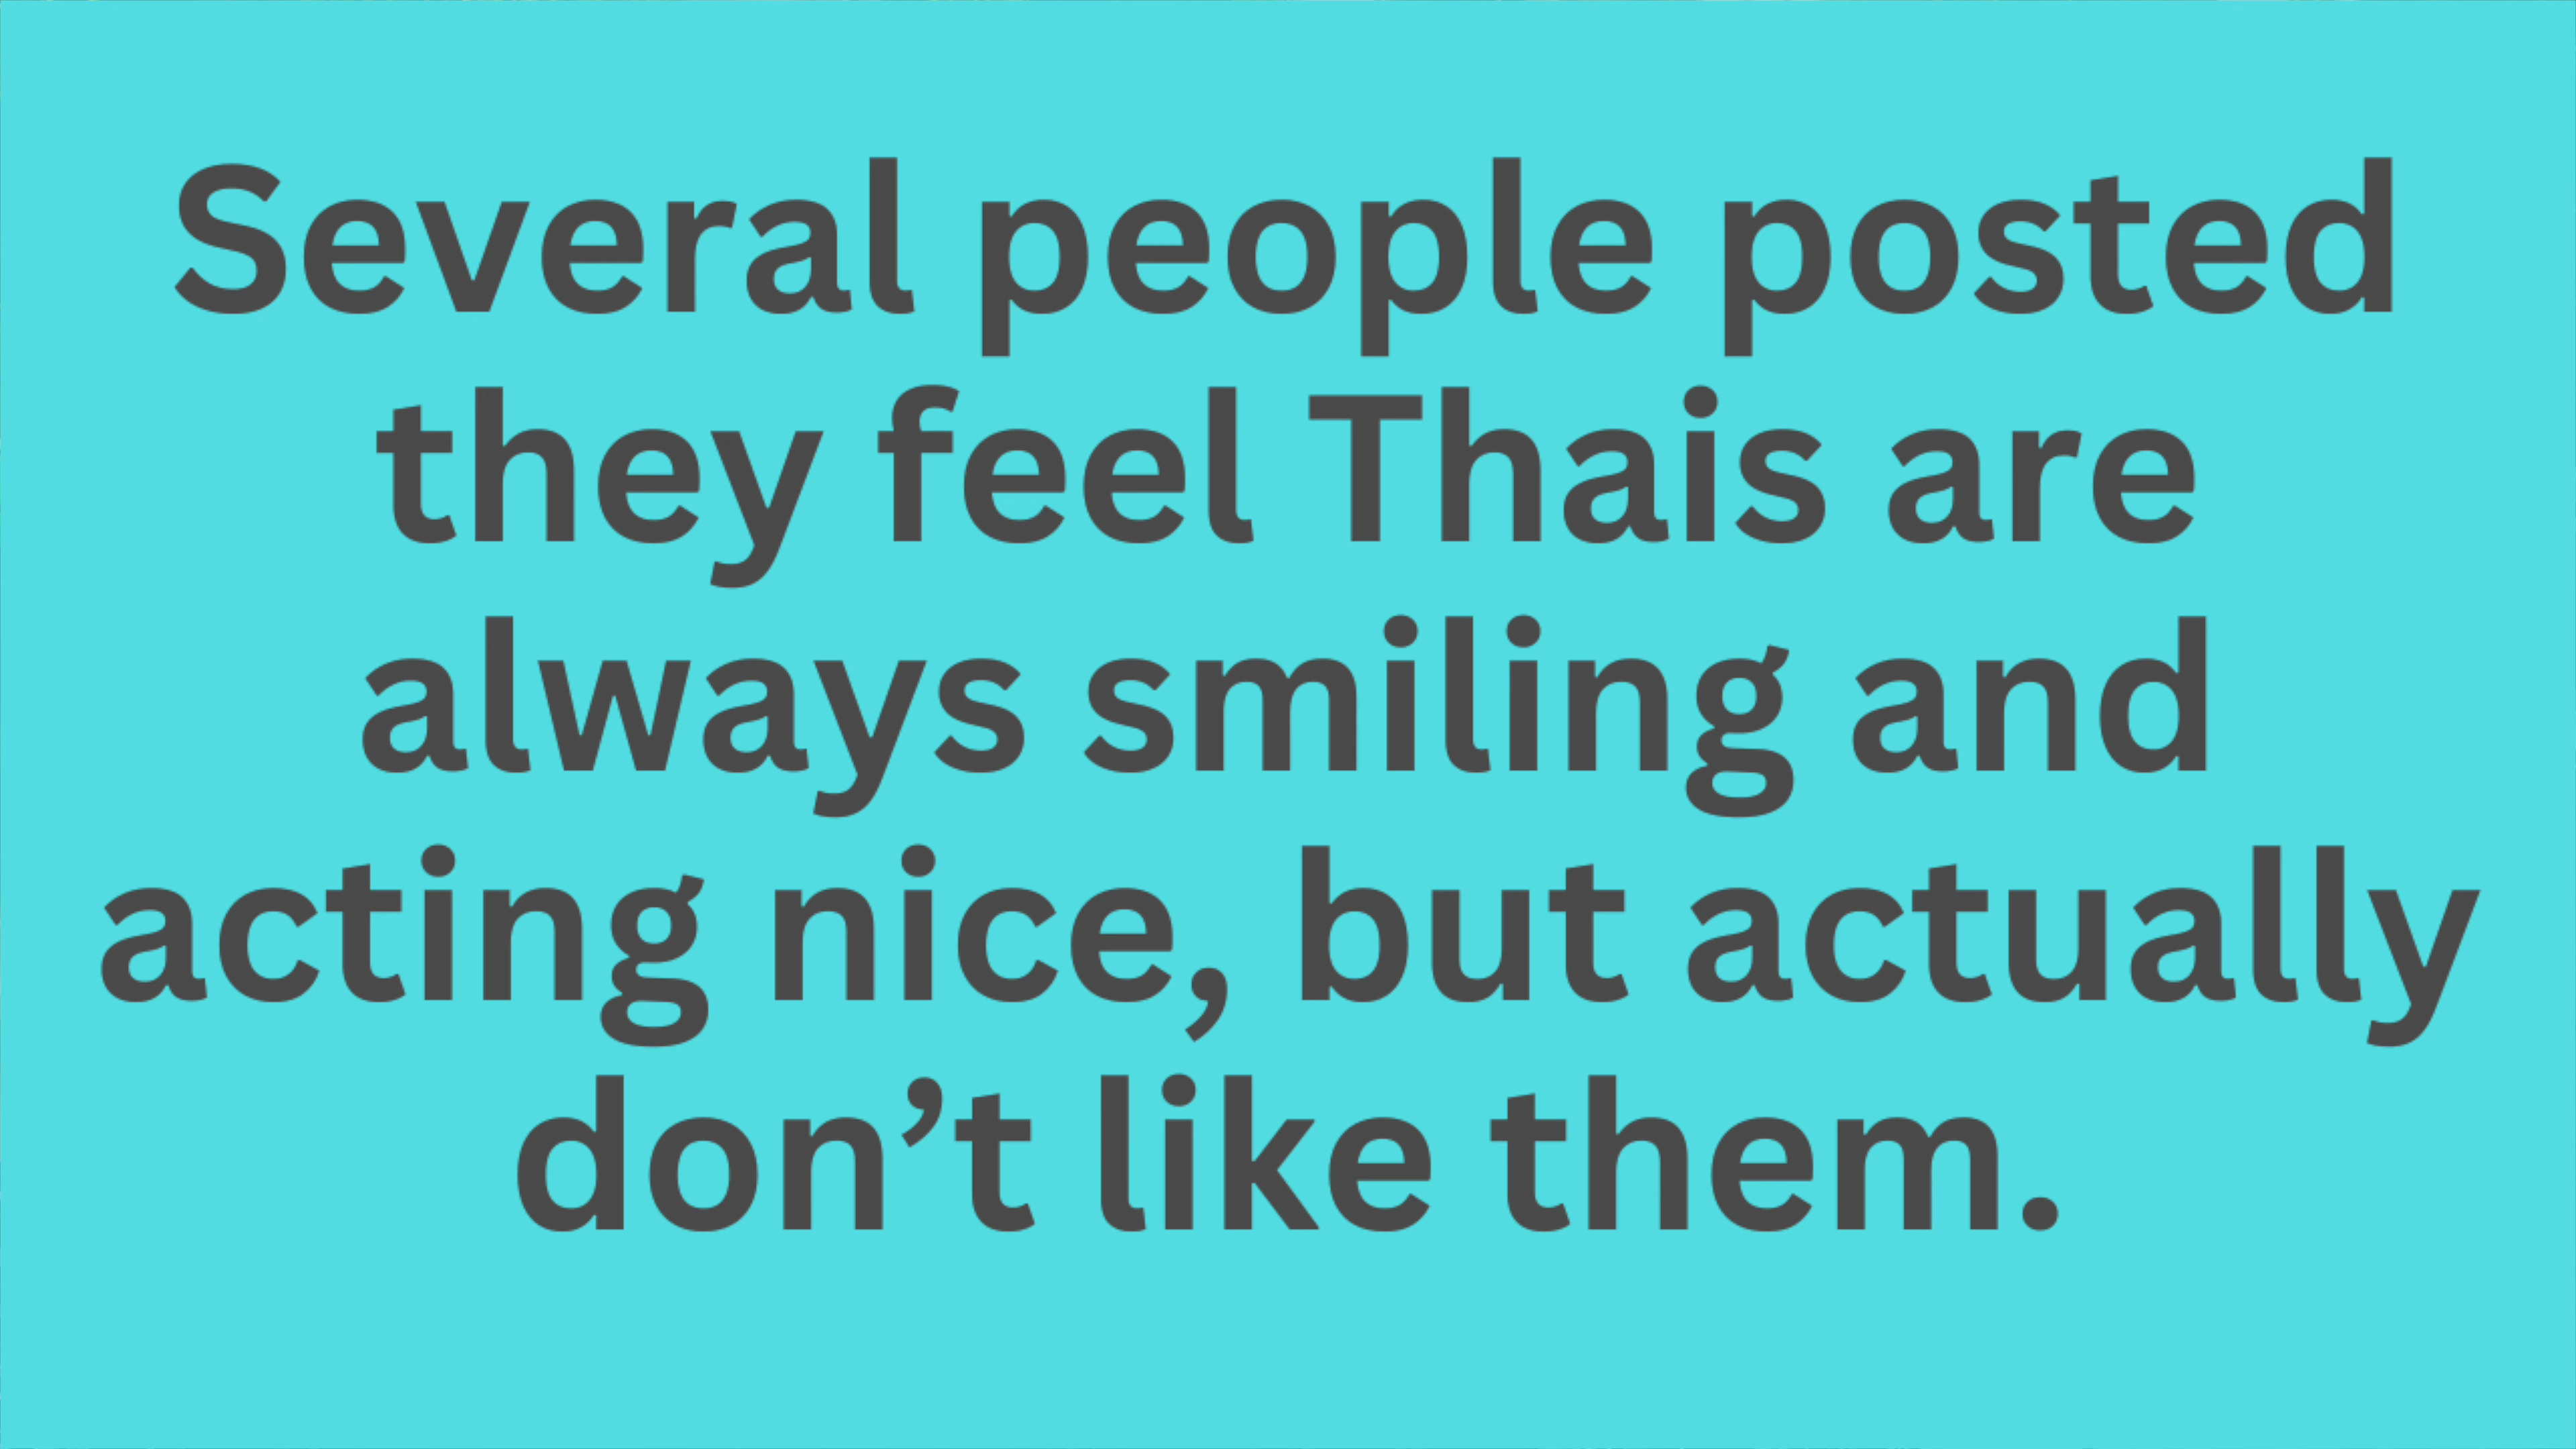 Several people posted
they feel Thais are
always smiling and
acting nice, but actually
don’t like them.